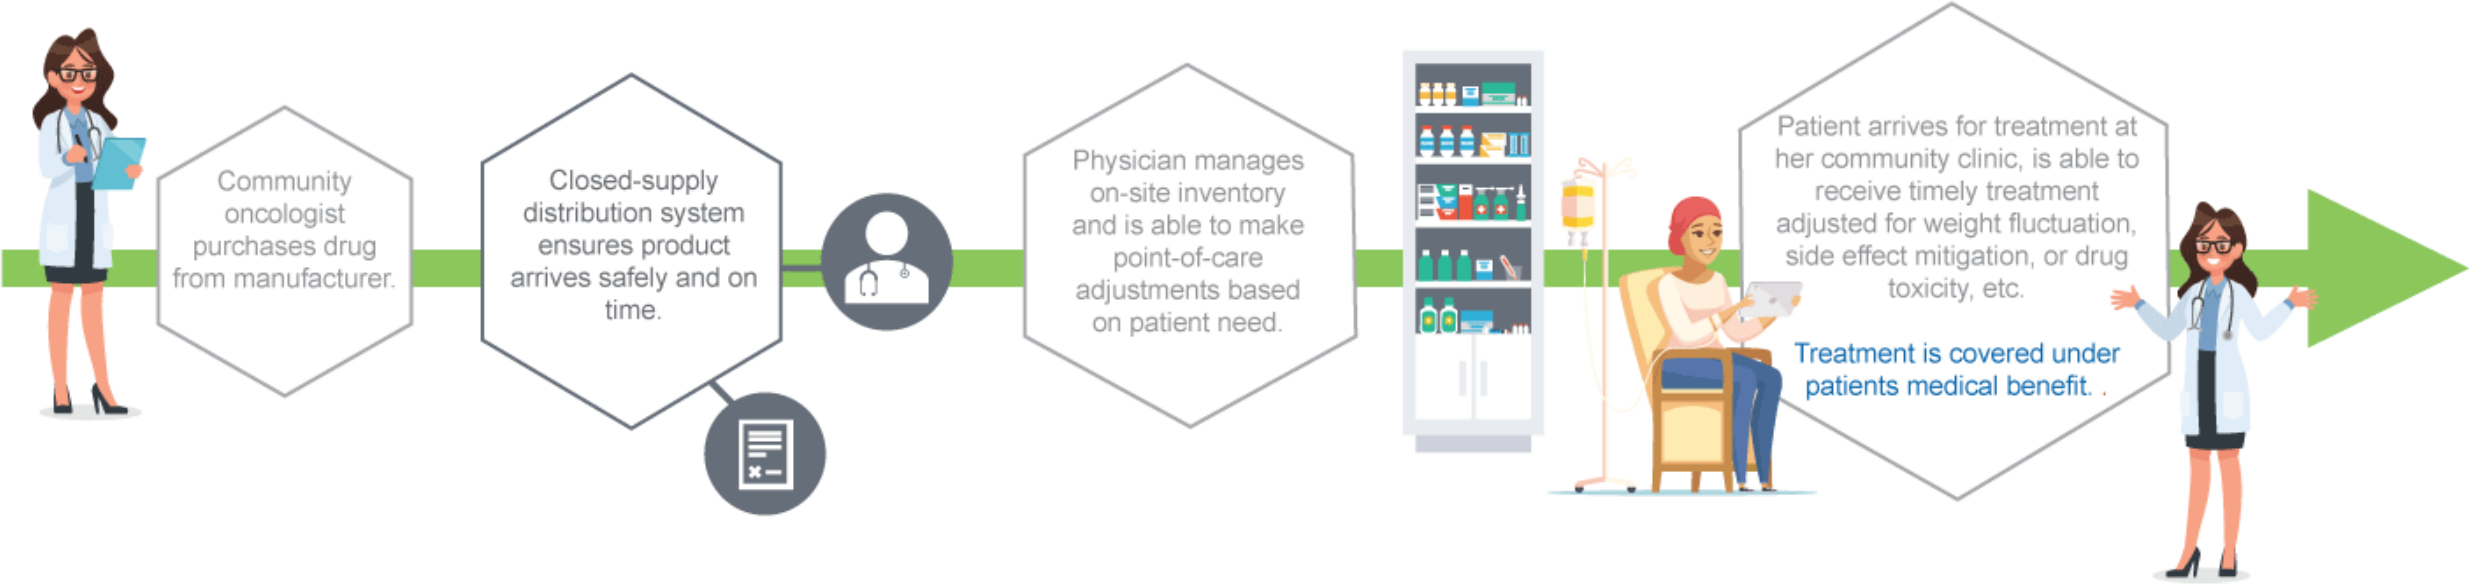 Community
oncologist
purchases drug
from manufacturer.
Closed-supply
distribution system
ensures product
arrives safely and on
time.
Physician manages
on-site inventory
and is able to make
point-of-care
adjustments based
on patient need.
Patient arrives for treatment at
her community clinic, is able to
receive timely treatment
adjusted for weight fluctuation,
side effect mitigation, or drug
toxicity, etc.
Treatment is covered under
patients medical benefit. .